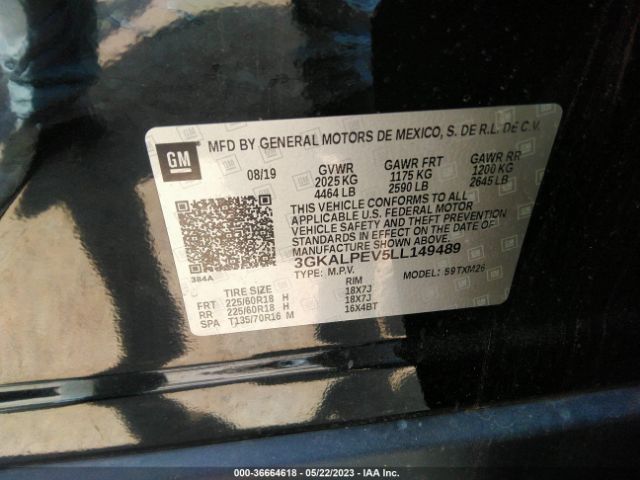 MFD BY GENERAL MOTORS DE MEXICO, S. DE R.L. DE C.V.
GM
08/19 GVWR GAWR FRT GAWR RR
2025 KG 1175 KG 1200 KG
4464 LB 2590 LB 2645 LB
THIS VEHICLE CONFORMS TO ALL
APPLICABLE U.S. FEDERAL MOTOR
VEHICLE SAFETY AND THEFT PREVENTION
STANDARDS IN EFFECT ON THE DATE OF
MANUFACTURE SHOWN ABOVE.
3GKALPEV5LL149489
384A
TYPE: M.P.V. MODEL: S9TXM26
TIRE SIZE RIM
FRT 225/60R18 H 18X7J
RR 225/60R18 H 18X7J
SPA T135/70R16 M 16X4BT
000-36664618 - 05/22/2023 - IAA Inc.